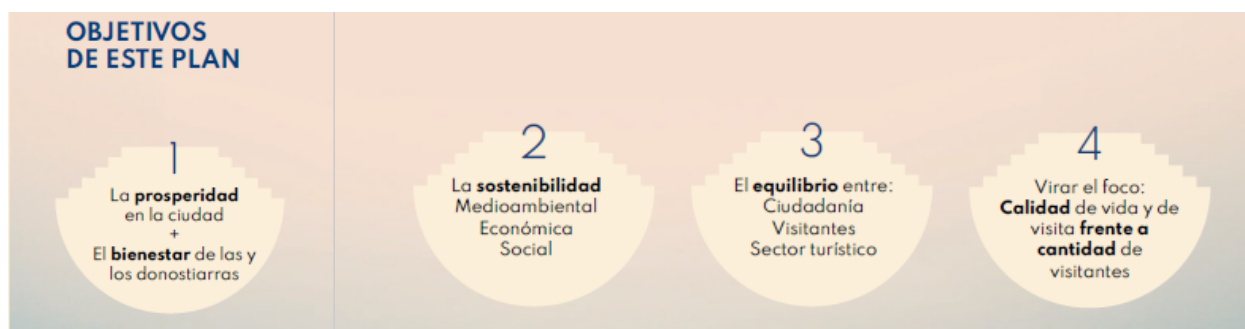 OBJETIVOS
DE ESTE PLAN
1
La prosperidad
en la ciudad
+
El bienestar de las y
los donostiarras
2
La sostenibilidad
Medioambiental
Económica
Social
3
El equilibrio entre:
Ciudadanía
Visitantes
Sector turístico
4
Virar el foco:
Calidad de vida y de
visita frente a
cantidad de
visitantes